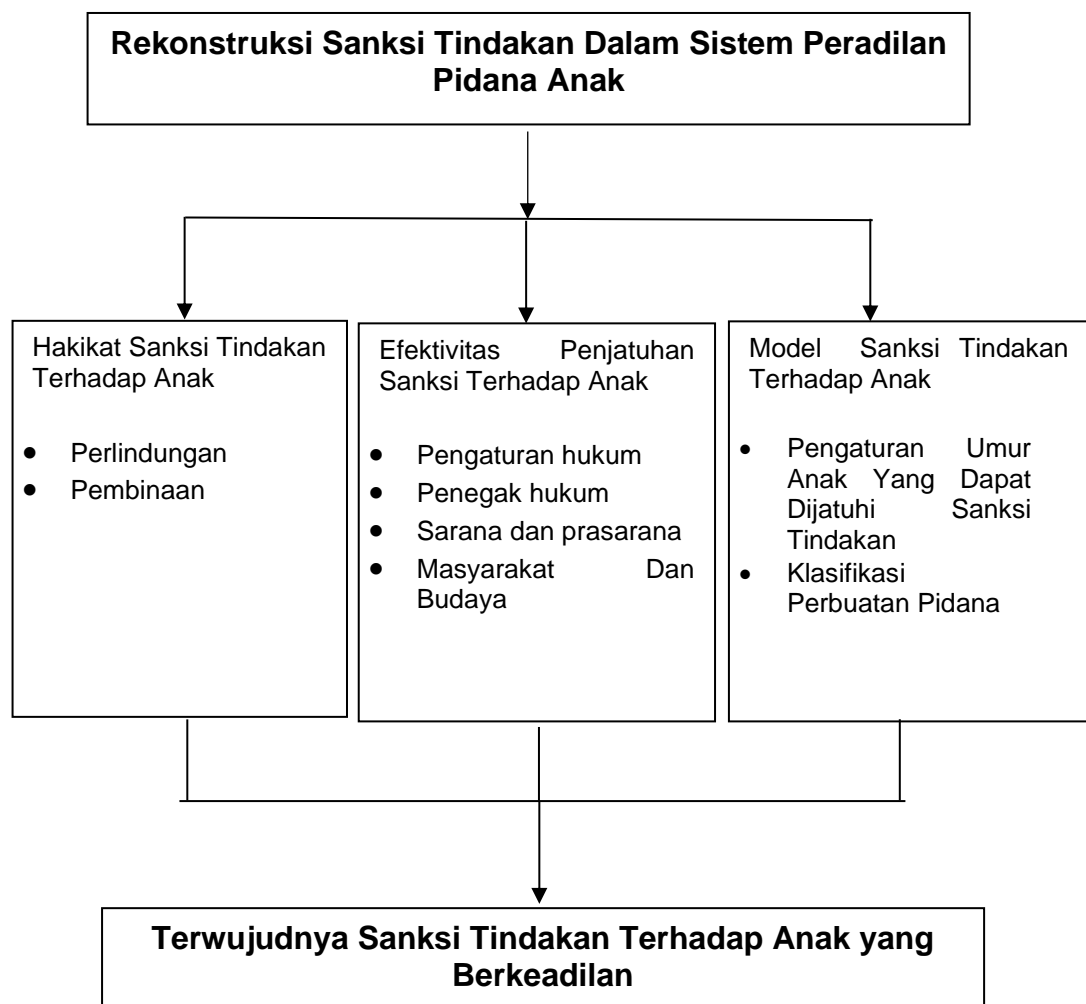 Rekonstruksi Sanksi Tindakan Dalam Sistem Peradilan
Pidana Anak
Hakikat Sanksi Tindakan
Terhadap Anak
● Perlindungan
● Pembinaan
Efektivitas Penjatuhan
Sanksi Terhadap Anak
● Pengaturan hukum
● Penegak hukum
● Sarana dan prasarana
● Masyarakat Dan
Budaya
Model Sanksi Tindakan
Terhadap Anak
● Pengaturan Umur
Anak Yang Dapat
Dijatuhi Sanksi
Tindakan
● Klasifikasi
Perbuatan Pidana
Terwujudnya Sanksi Tindakan Terhadap Anak yang
Berkeadilan